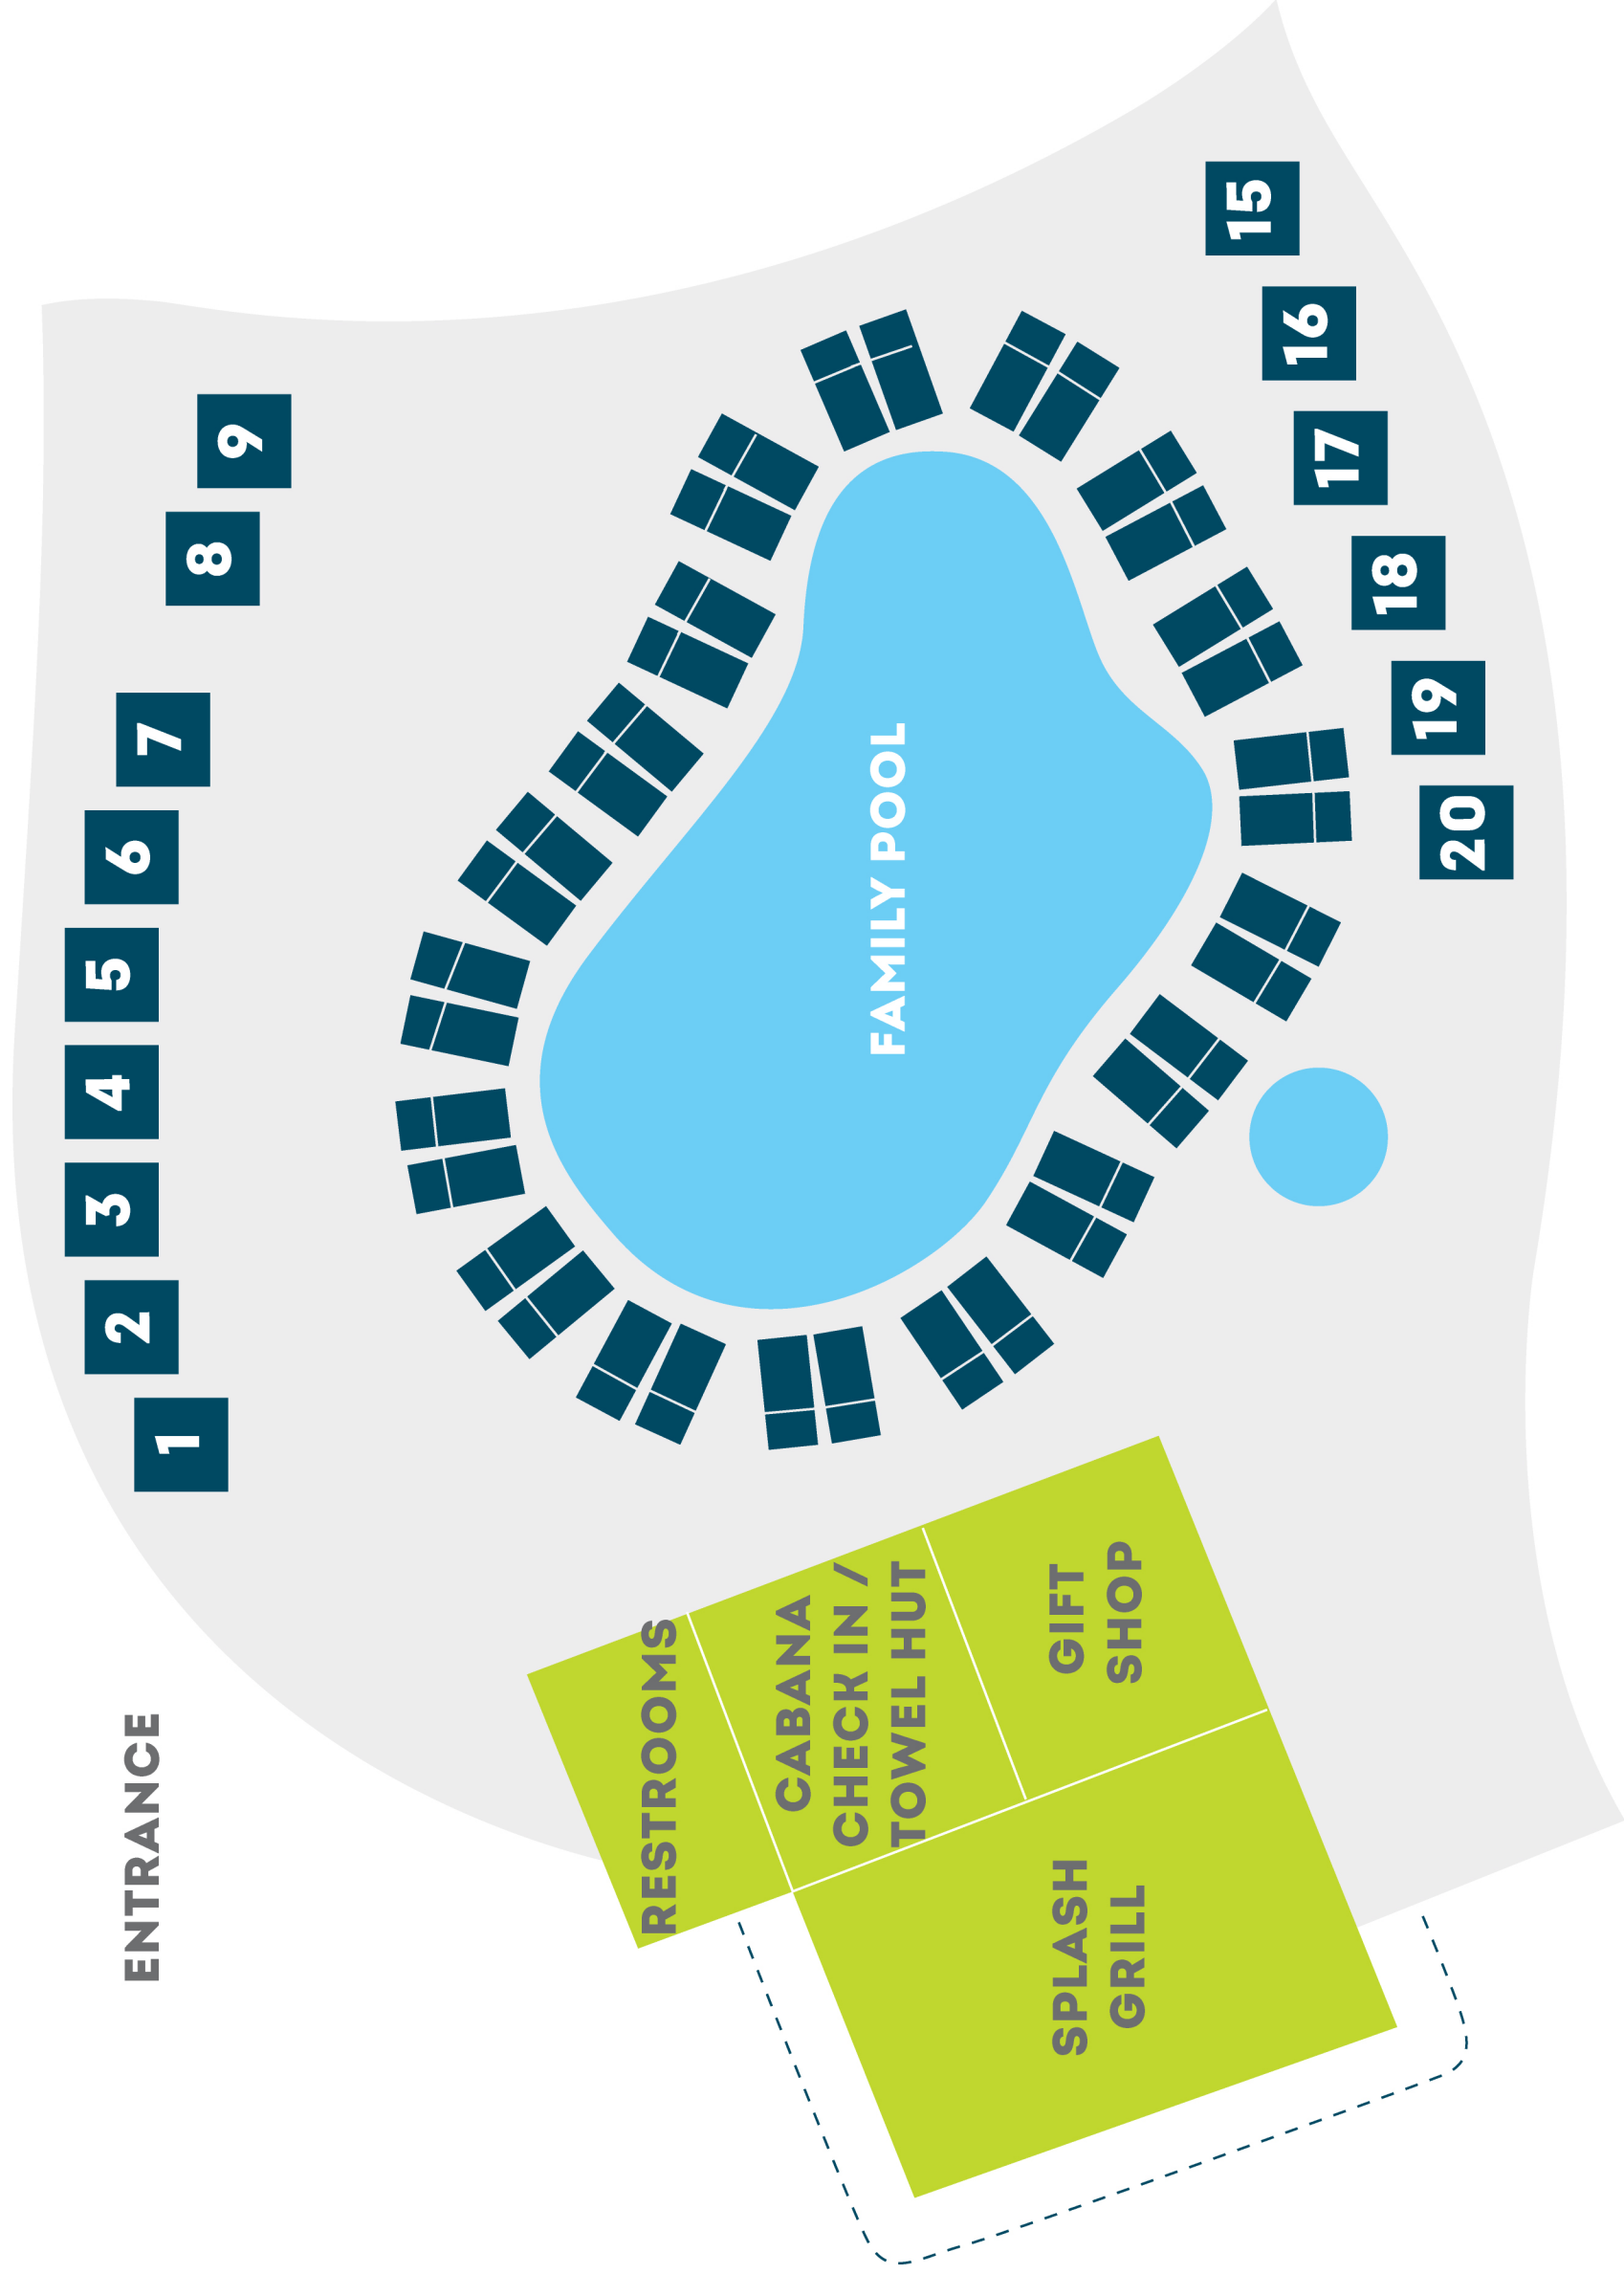 15
16
17
18
19
20
9
8
7
6
5
4
3
2
1
FAMILY POOL
ENTRANCE
RESTROOMS
CABANA
CHECK IN /
TOWEL HUT
GIFT
SHOP
SPLASH
GRILL